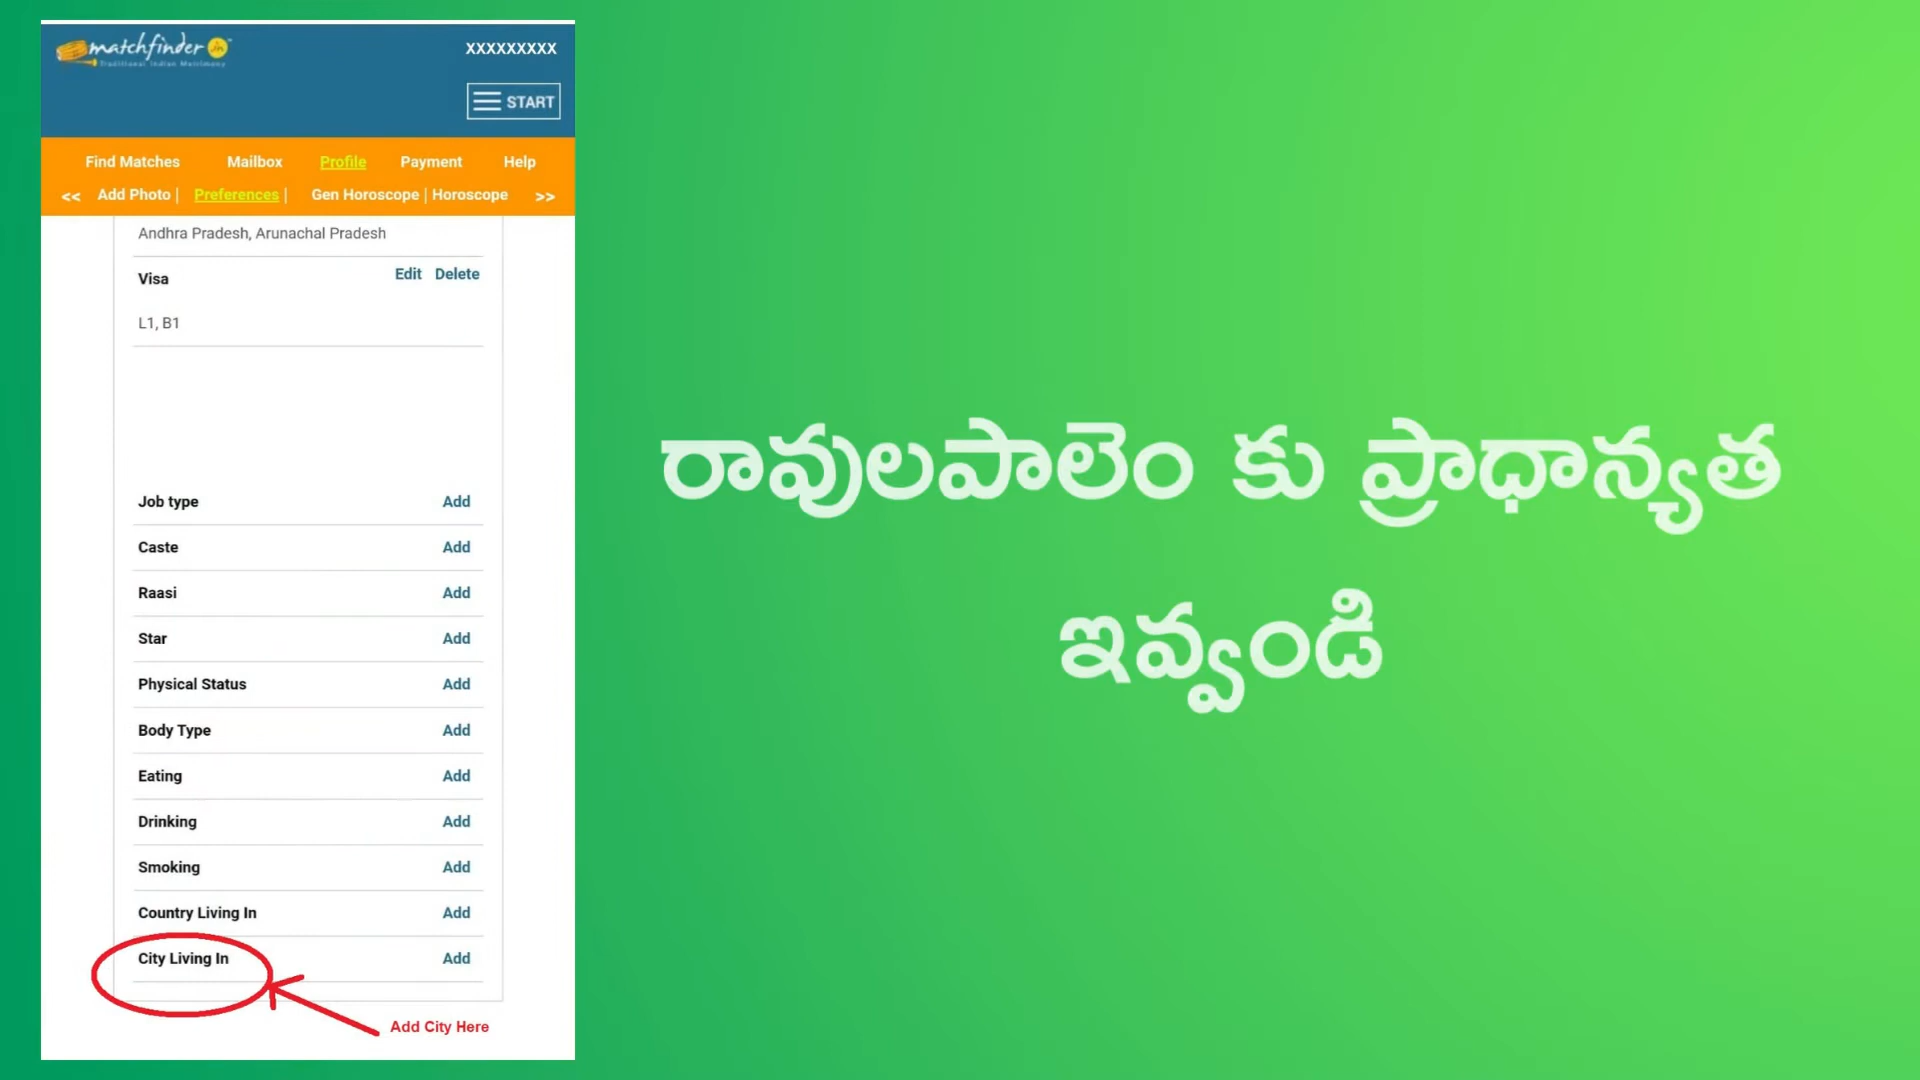 matchfinder.in
Traditional Indian Matrimony
XXXXXXXXX
START
Find Matches Mailbox Profile Payment Help
<< Add Photo | Preferences | Gen Horoscope | Horoscope >>
Andhra Pradesh, Arunachal Pradesh
Visa Edit Delete
L1, B1
Job type Add
Caste Add
Raasi Add
Star Add
Physical Status Add
Body Type Add
Eating Add
Drinking Add
Smoking Add
Country Living In Add
City Living In Add
Add City Here
రావులపాలెం కు ప్రాధాన్యత
ఇవ్వండి